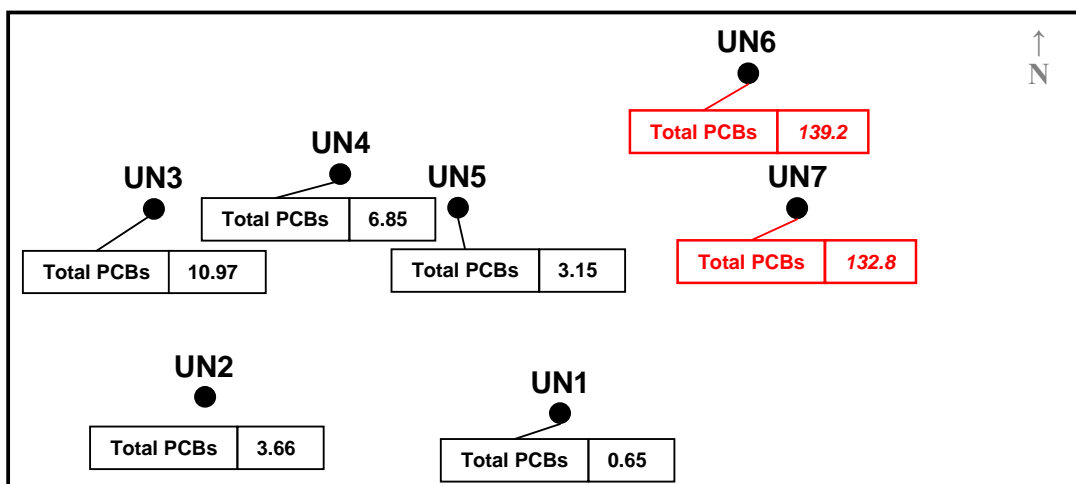 UN6
↑
N
Total PCBs 139.2
UN4
UN3
UN5
UN7
Total PCBs 6.85
Total PCBs 10.97
Total PCBs 3.15
Total PCBs 132.8
UN2
UN1
Total PCBs 3.66
Total PCBs 0.65